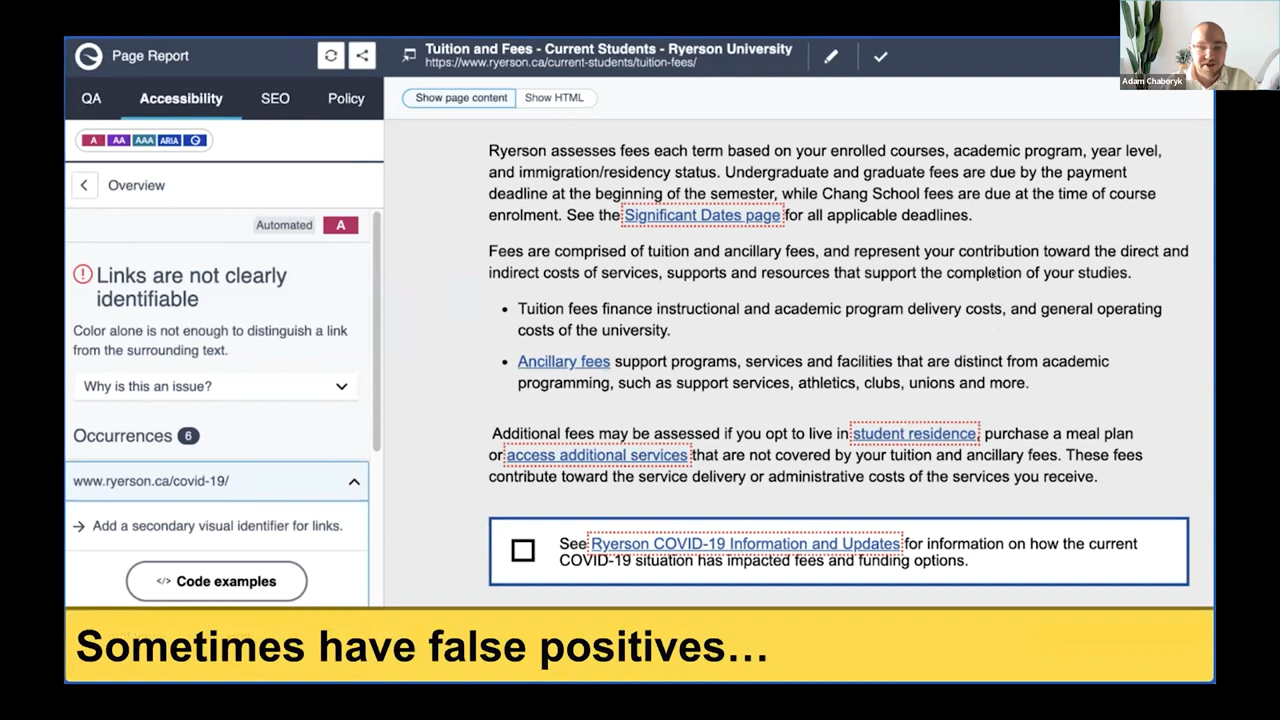 Page Report
Tuition and Fees - Current Students - Ryerson University
https://www.ryerson.ca/current-students/tuition-fees/
Adam Chaboryk
QA
Accessibility
SEO
Policy
Show page content
Show HTML
A AA AAA ARIA
Overview
Automated A
Links are not clearly
identifiable
Color alone is not enough to distinguish a link
from the surrounding text.
Why is this an issue?
Occurrences 6
www.ryerson.ca/covid-19/
Add a secondary visual identifier for links.
</> Code examples
Ryerson assesses fees each term based on your enrolled courses, academic program, year level,
and immigration/residency status. Undergraduate and graduate fees are due by the payment
deadline at the beginning of the semester, while Chang School fees are due at the time of course
enrolment. See the Significant Dates page for all applicable deadlines.
Fees are comprised of tuition and ancillary fees, and represent your contribution toward the direct and
indirect costs of services, supports and resources that support the completion of your studies.
• Tuition fees finance instructional and academic program delivery costs, and general operating
costs of the university.
• Ancillary fees support programs, services and facilities that are distinct from academic
programming, such as support services, athletics, clubs, unions and more.
Additional fees may be assessed if you opt to live in student residence, purchase a meal plan
or access additional services that are not covered by your tuition and ancillary fees. These fees
contribute toward the service delivery or administrative costs of the services you receive.
See Ryerson COVID-19 Information and Updates for information on how the current
COVID-19 situation has impacted fees and funding options.
Sometimes have false positives…